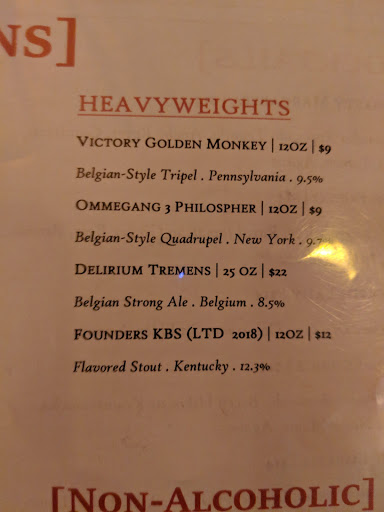 NS]
HEAVYWEIGHTS
VICTORY GOLDEN MONKEY | 12OZ | $9
Belgian-Style Tripel . Pennsylvania . 9.5%
OMMEGANG 3 PHILOSPHER | 12OZ | $9
Belgian-Style Quadrupel . New York .
DELIRIUM TREMENS | 25 OZ | $22
Belgian Strong Ale . Belgium . 8.5%
FOUNDERS KBS (LTD 2018) | 12OZ | $12
Flavored Stout . Kentucky . 12.3%
[NON-ALCOHOLIC]